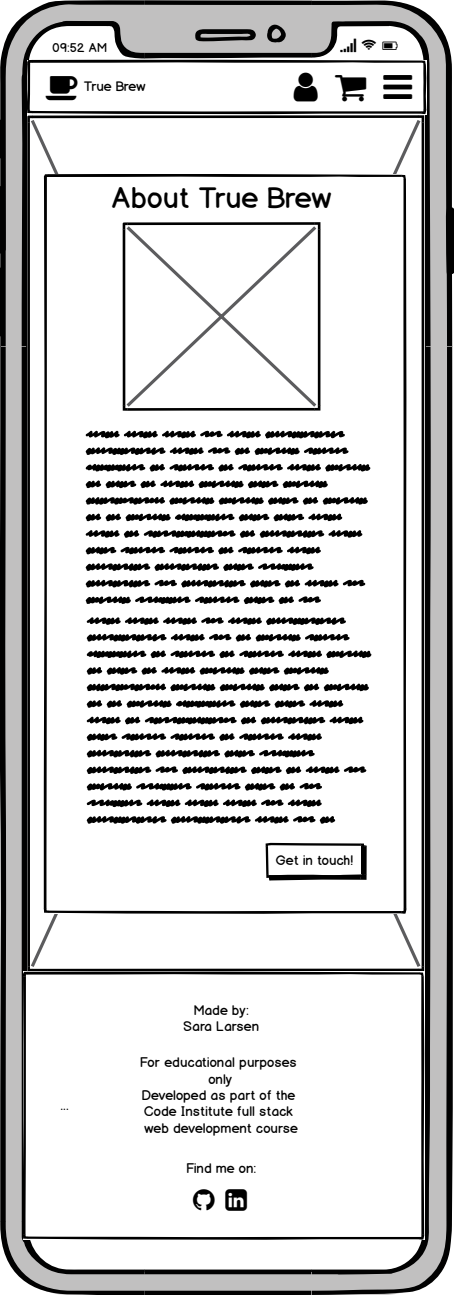 09:52 AM
True Brew
About True Brew
Get in touch!
Made by:
Sara Larsen
For educational purposes
only
Developed as part of the
Code Institute full stack
web development course
...
Find me on:
in